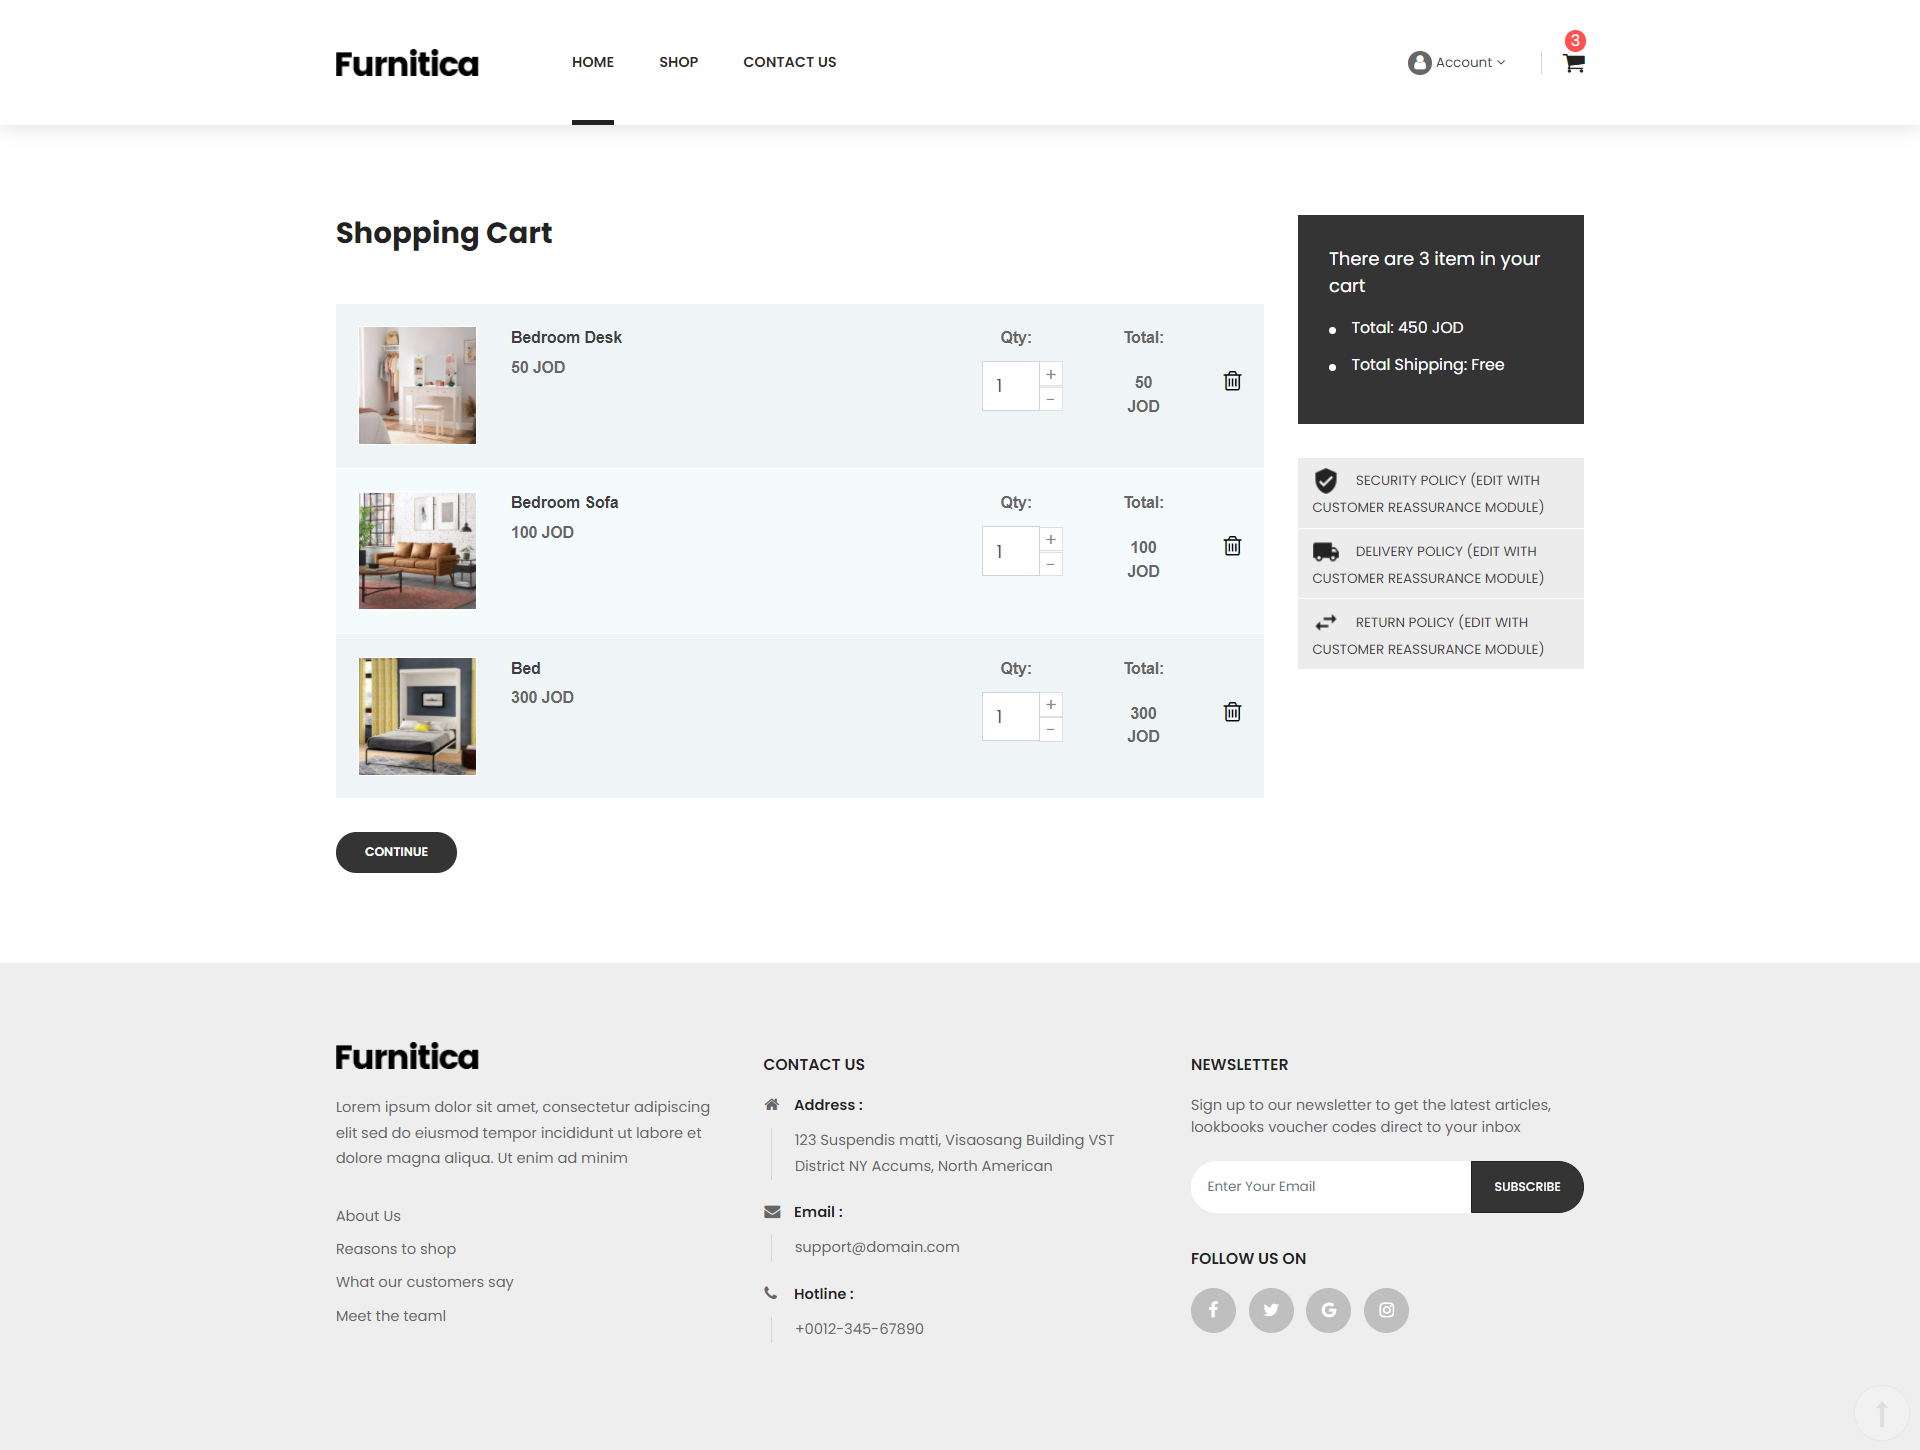 Furnitica
HOME
SHOP
CONTACT US
Account
3
Shopping Cart
Bedroom Desk
50 JOD
Qty:
1
+
-
Total:
50
JOD
Bedroom Sofa
100 JOD
Qty:
1
+
-
Total:
100
JOD
Bed
300 JOD
Qty:
1
+
-
Total:
300
JOD
CONTINUE
There are 3 item in your
cart
Total: 450 JOD
Total Shipping: Free
SECURITY POLICY (EDIT WITH
CUSTOMER REASSURANCE MODULE)
DELIVERY POLICY (EDIT WITH
CUSTOMER REASSURANCE MODULE)
RETURN POLICY (EDIT WITH
CUSTOMER REASSURANCE MODULE)
Furnitica
Lorem ipsum dolor sit amet, consectetur adipiscing
elit sed do eiusmod tempor incididunt ut labore et
dolore magna aliqua. Ut enim ad minim
About Us
Reasons to shop
What our customers say
Meet the teaml
CONTACT US
Address :
123 Suspendis matti, Visaosang Building VST
District NY Accums, North American
Email :
support@domain.com
Hotline :
+0012-345-67890
NEWSLETTER
Sign up to our newsletter to get the latest articles,
lookbooks voucher codes direct to your inbox
Enter Your Email
SUBSCRIBE
FOLLOW US ON